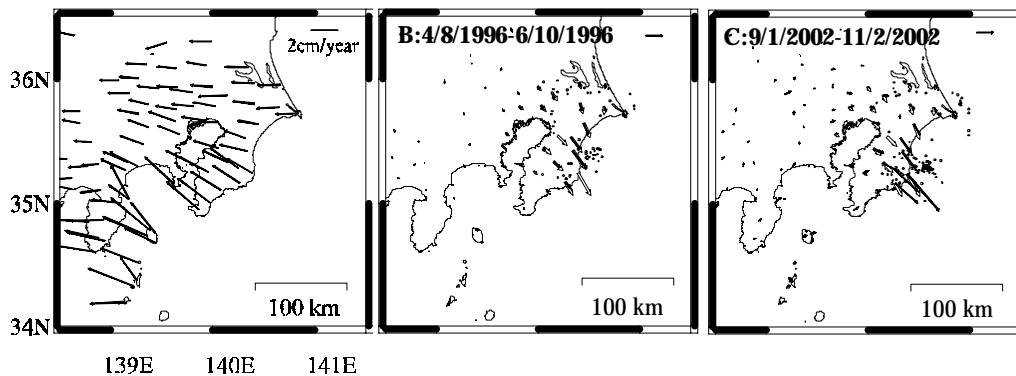 2cm/year
B:4/8/1996-6/10/1996
C:9/1/2002-11/2/2002
36N
35N
34N
100 km
100 km
100 km
139E 140E 141E